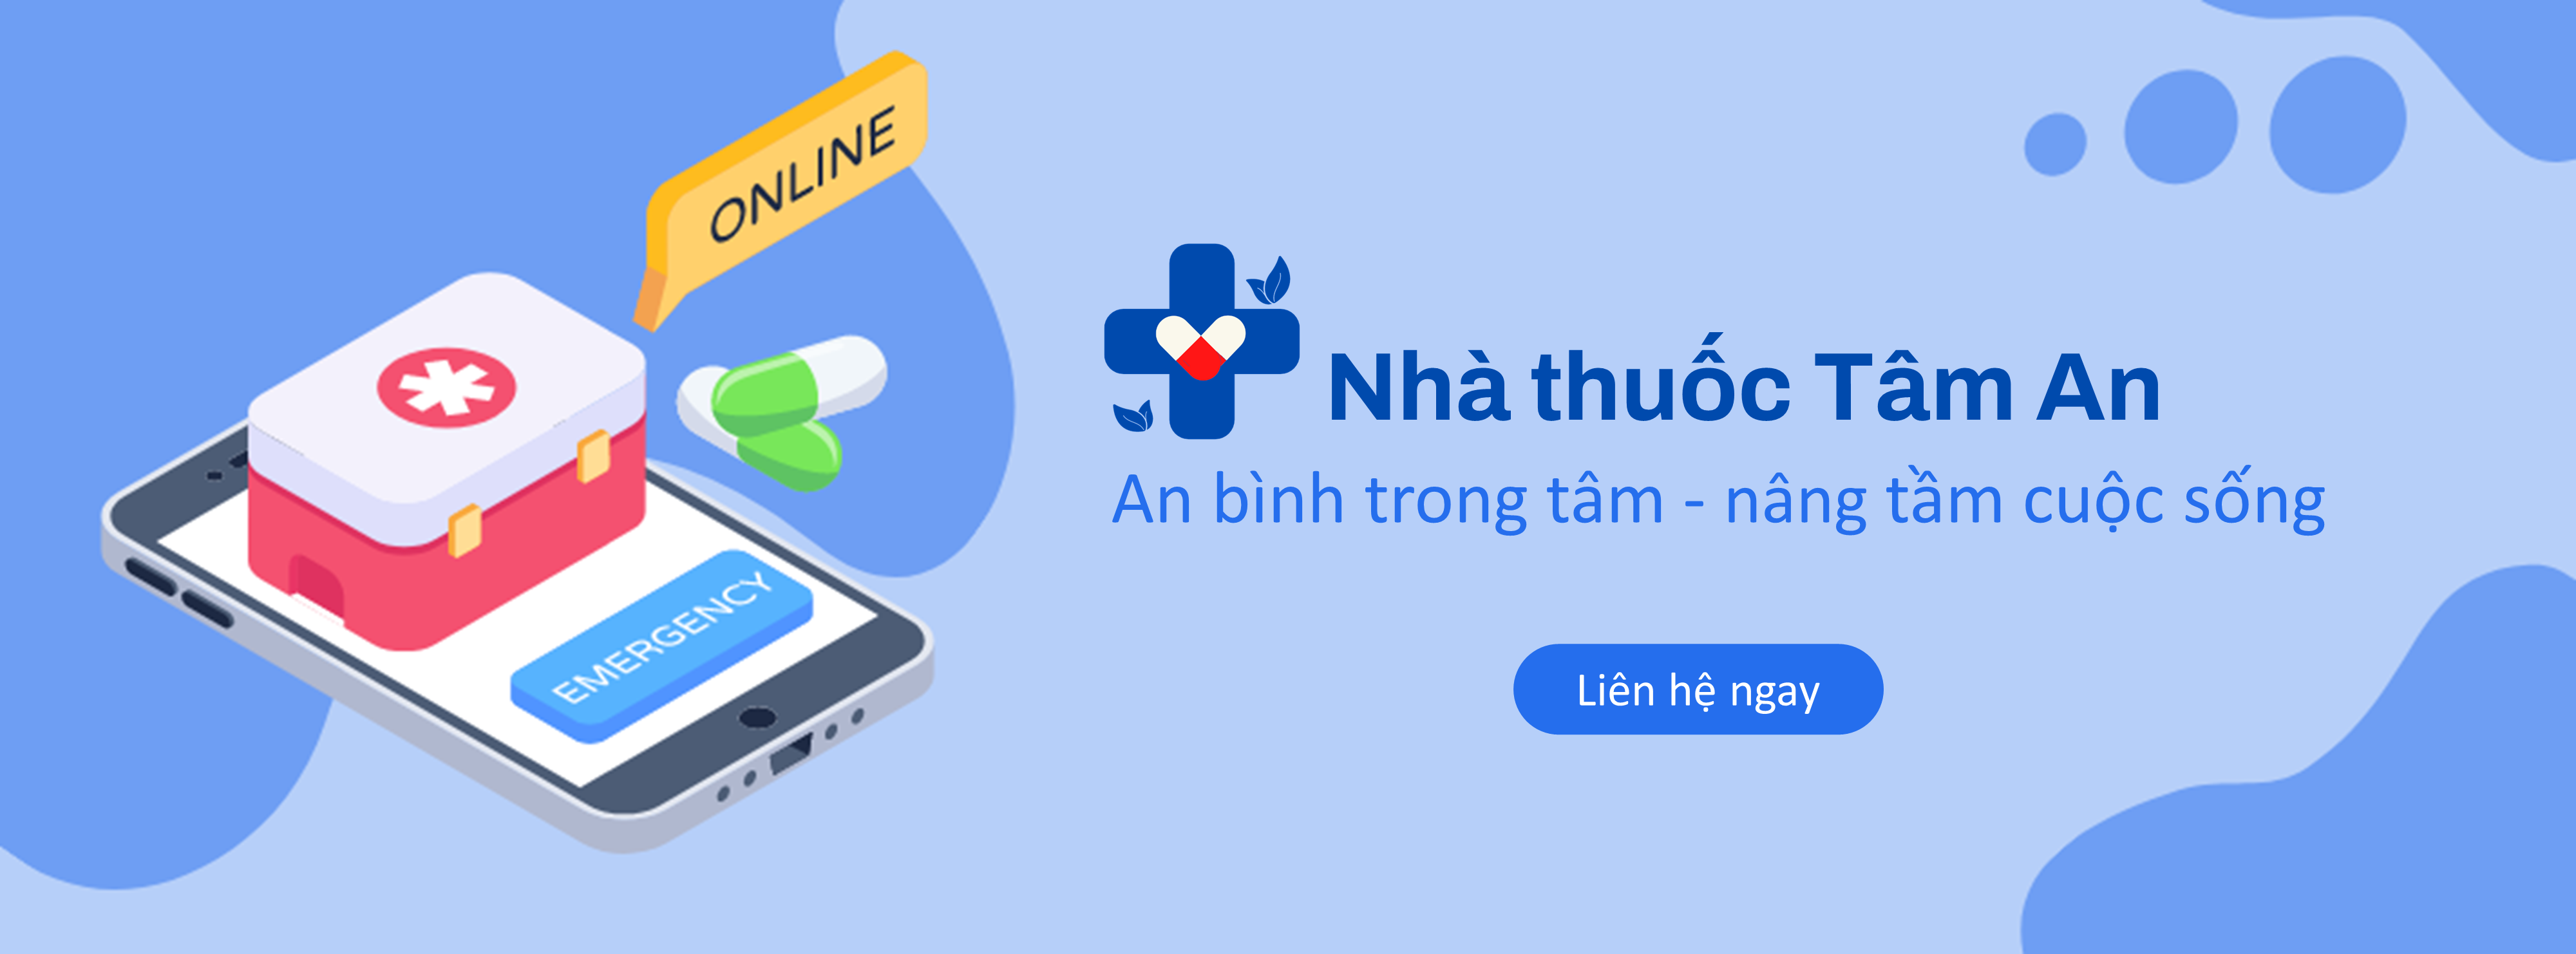 ONLINE
EMERGENCY
Nhà thuốc Tâm An
An bình trong tâm - nâng tầm cuộc sống
Liên hệ ngay